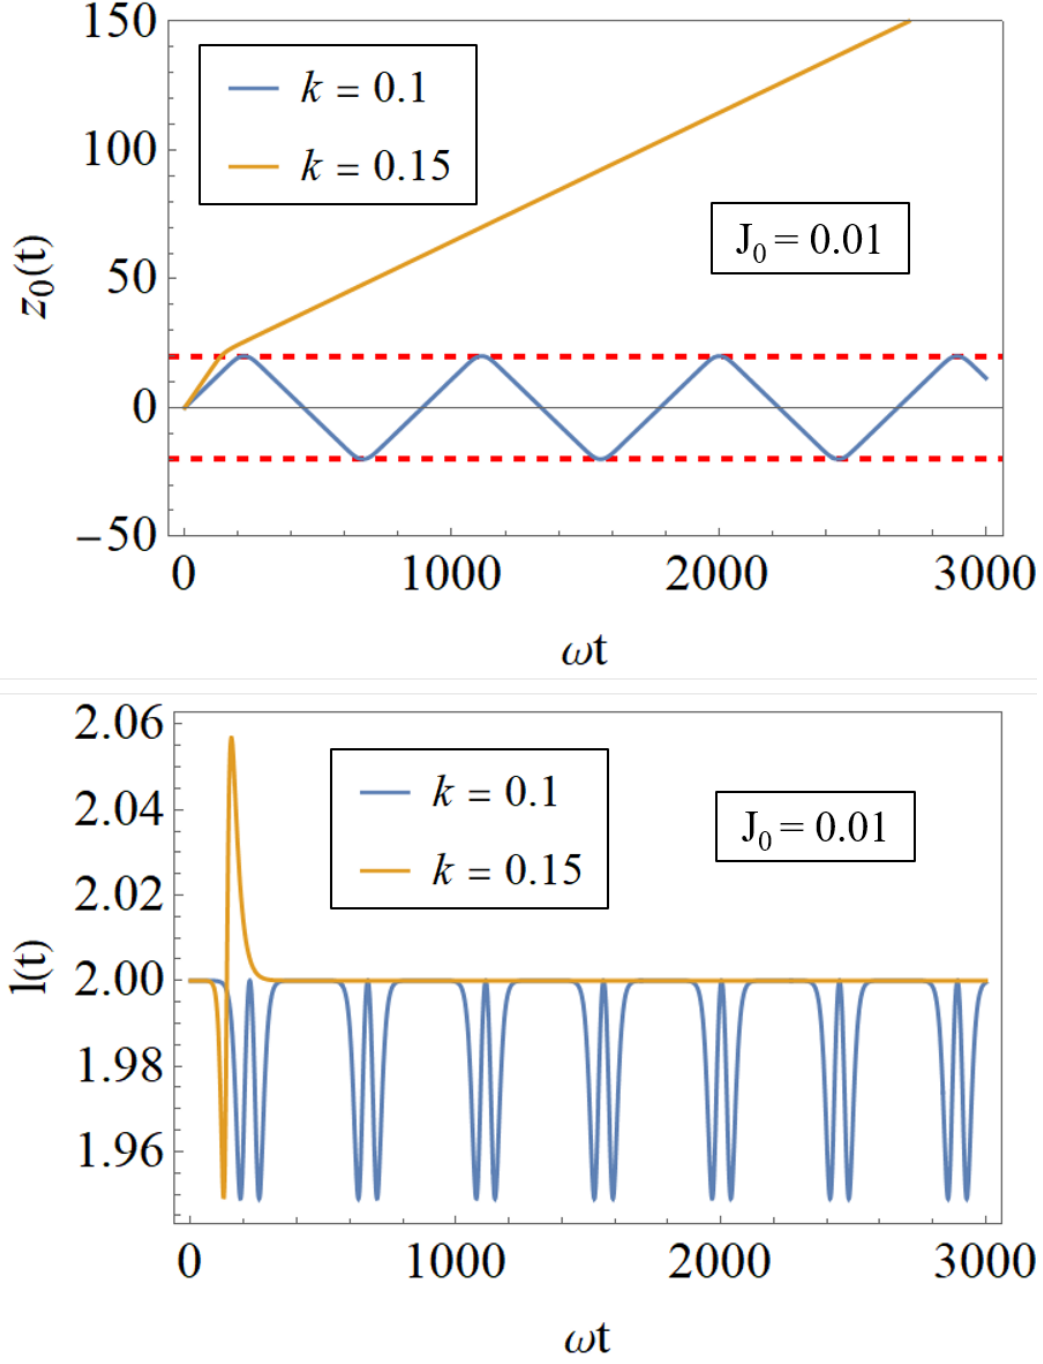 150
100
50
0
−50
z₀(t)
k = 0.1
k = 0.15
J₀ = 0.01
0 1000 2000 3000
ωt
2.06
2.04
2.02
2.00
1.98
1.96
l(t)
k = 0.1
k = 0.15
J₀ = 0.01
0 1000 2000 3000
ωt